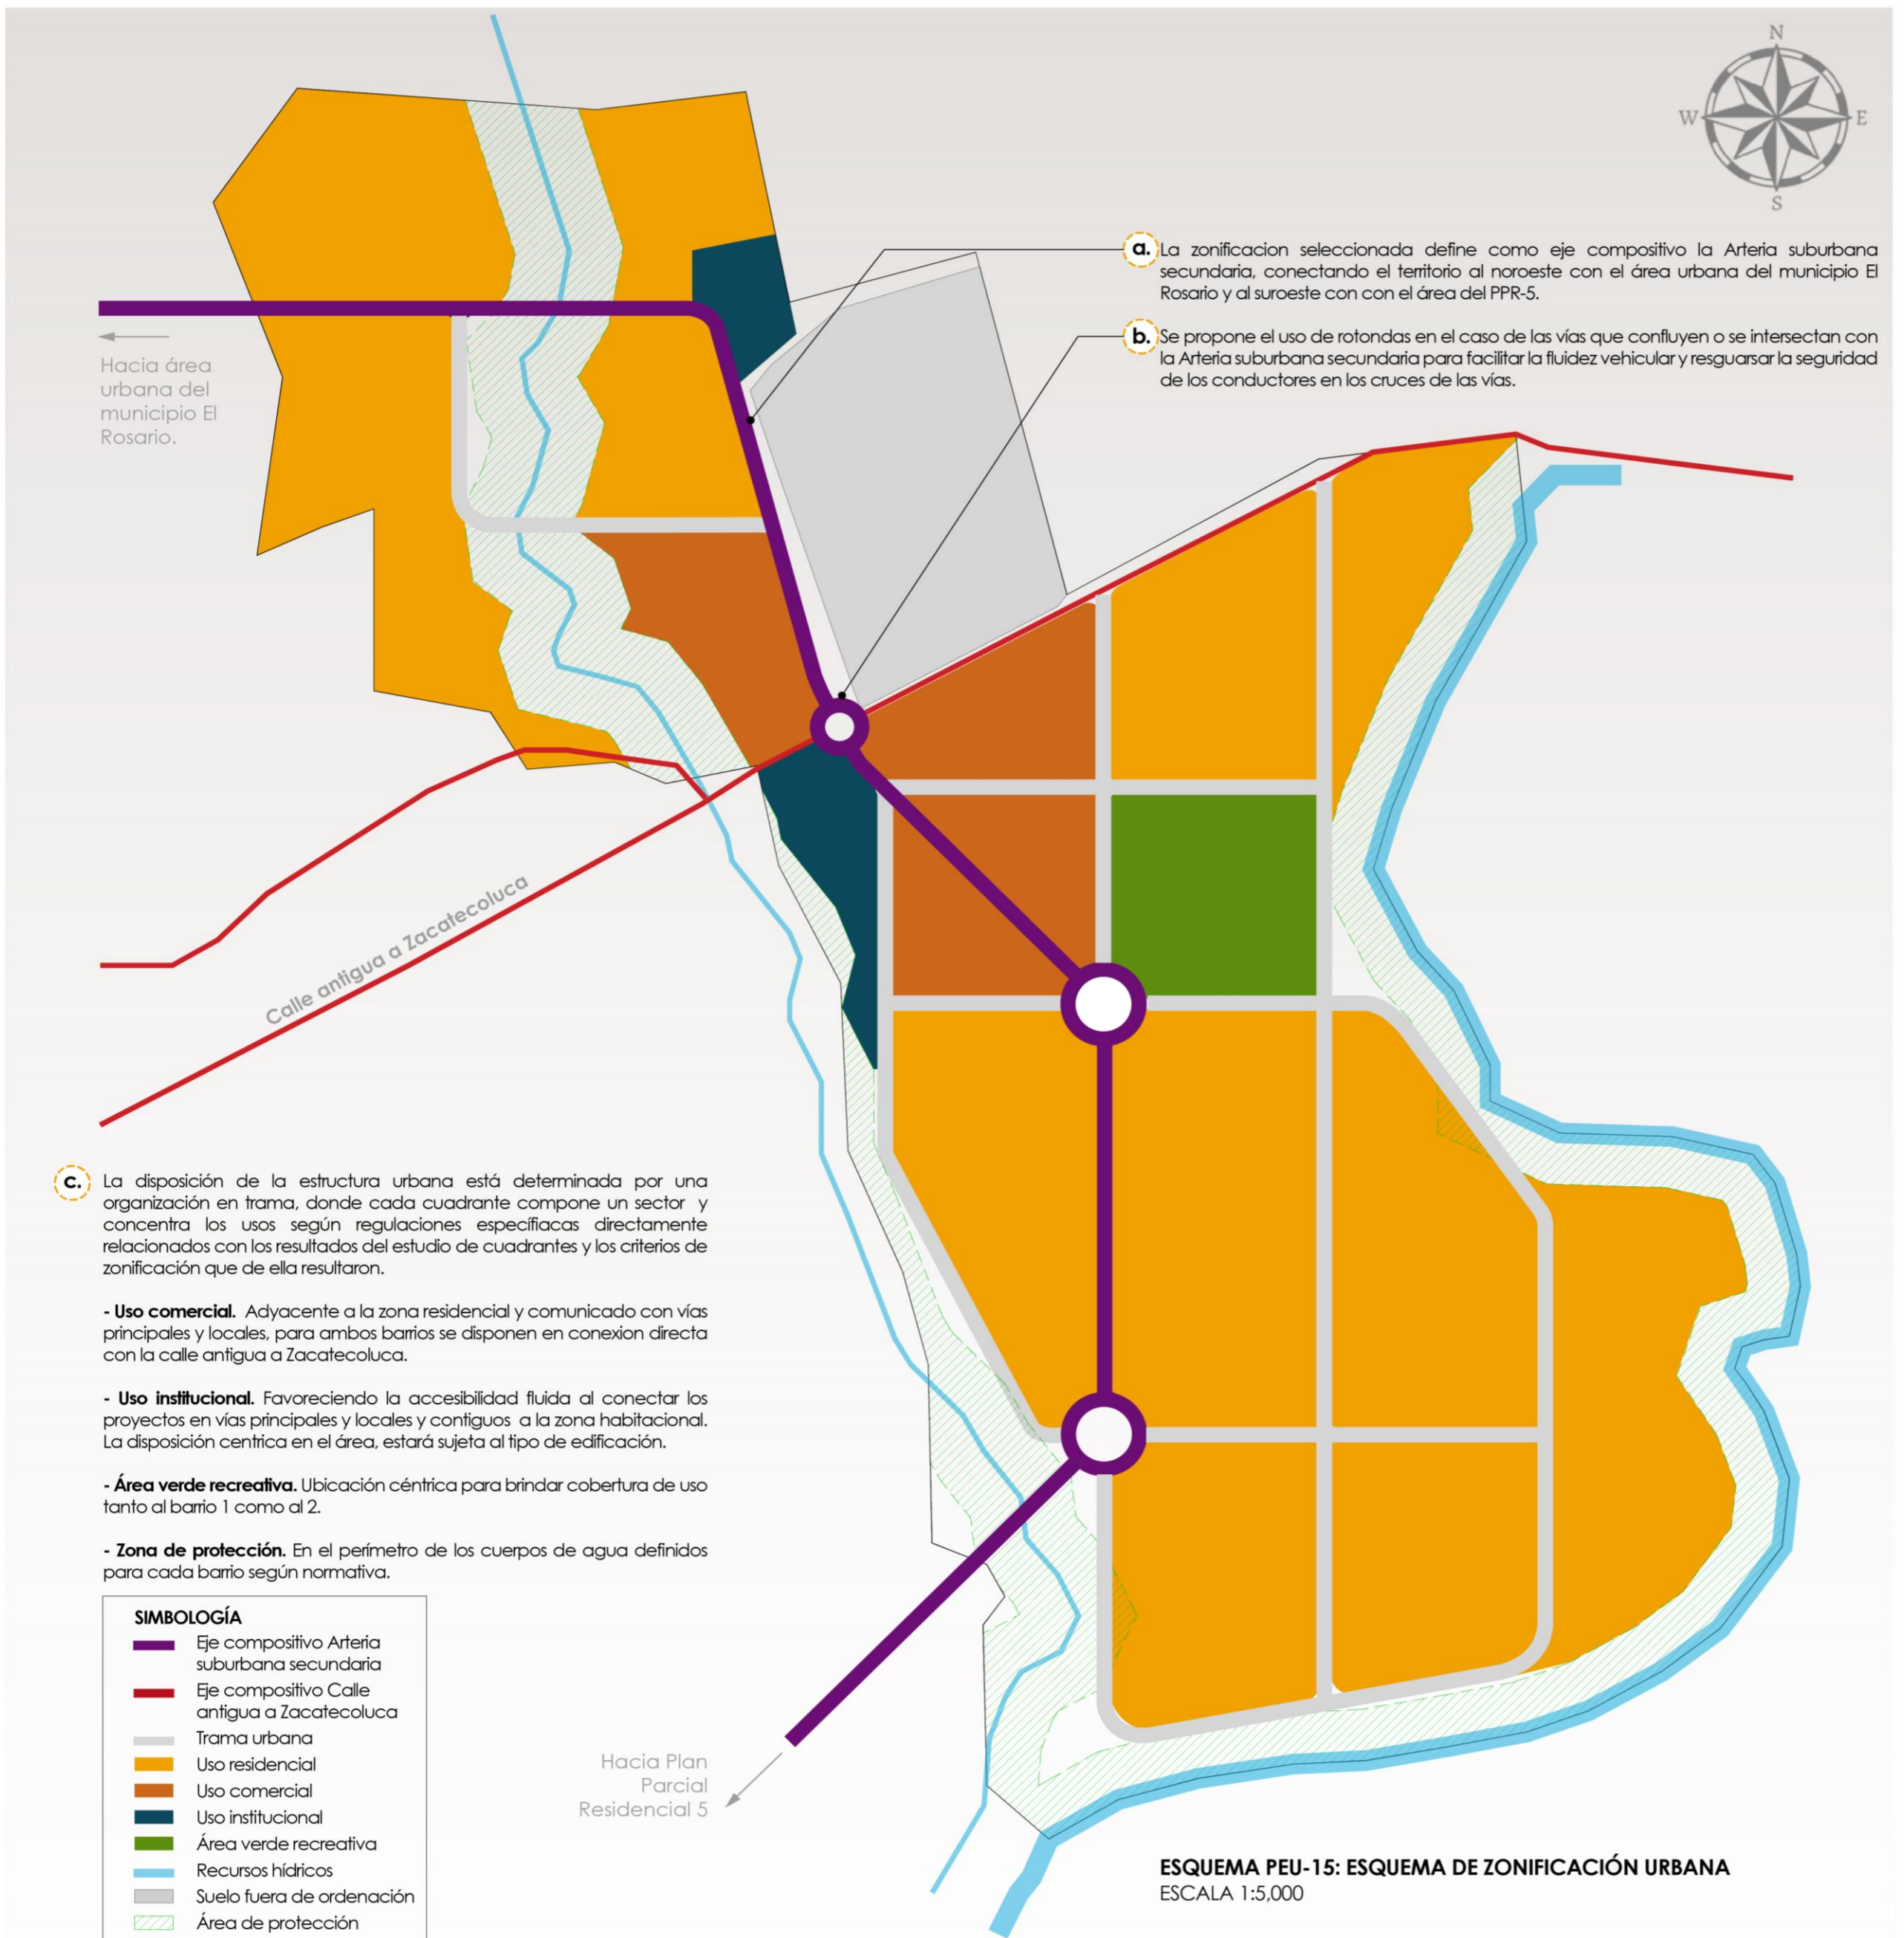 N
W
E
S
a. La zonificacion seleccionada define como eje compositivo la Arteria suburbana
secundaria, conectando el territorio al noroeste con el área urbana del municipio El
Rosario y al suroeste con con el área del PPR-5.
b. Se propone el uso de rotondas en el caso de las vías que confluyen o se intersectan con
la Arteria suburbana secundaria para facilitar la fluidez vehicular y resguarsar la seguridad
de los conductores en los cruces de las vías.
Hacia área
urbana del
municipio El
Rosario.
Calle antigua a Zacatecoluca
c. La disposición de la estructura urbana está determinada por una
organización en trama, donde cada cuadrante compone un sector y
concentra los usos según regulaciones específiacas directamente
relacionados con los resultados del estudio de cuadrantes y los criterios de
zonificación que de ella resultaron.
- Uso comercial. Adyacente a la zona residencial y comunicado con vías
principales y locales, para ambos barrios se disponen en conexion directa
con la calle antigua a Zacatecoluca.
- Uso institucional. Favoreciendo la accesibilidad fluida al conectar los
proyectos en vías principales y locales y contiguos a la zona habitacional.
La disposición centrica en el área, estará sujeta al tipo de edificación.
- Área verde recreativa. Ubicación céntrica para brindar cobertura de uso
tanto al barrio 1 como al 2.
- Zona de protección. En el perímetro de los cuerpos de agua definidos
para cada barrio según normativa.
SIMBOLOGÍA
Eje compositivo Arteria
suburbana secundaria
Eje compositivo Calle
antigua a Zacatecoluca
Trama urbana
Uso residencial
Uso comercial
Uso institucional
Área verde recreativa
Recursos hídricos
Suelo fuera de ordenación
Área de protección
Hacia Plan
Parcial
Residencial 5
ESQUEMA PEU-15: ESQUEMA DE ZONIFICACIÓN URBANA
ESCALA 1:5,000